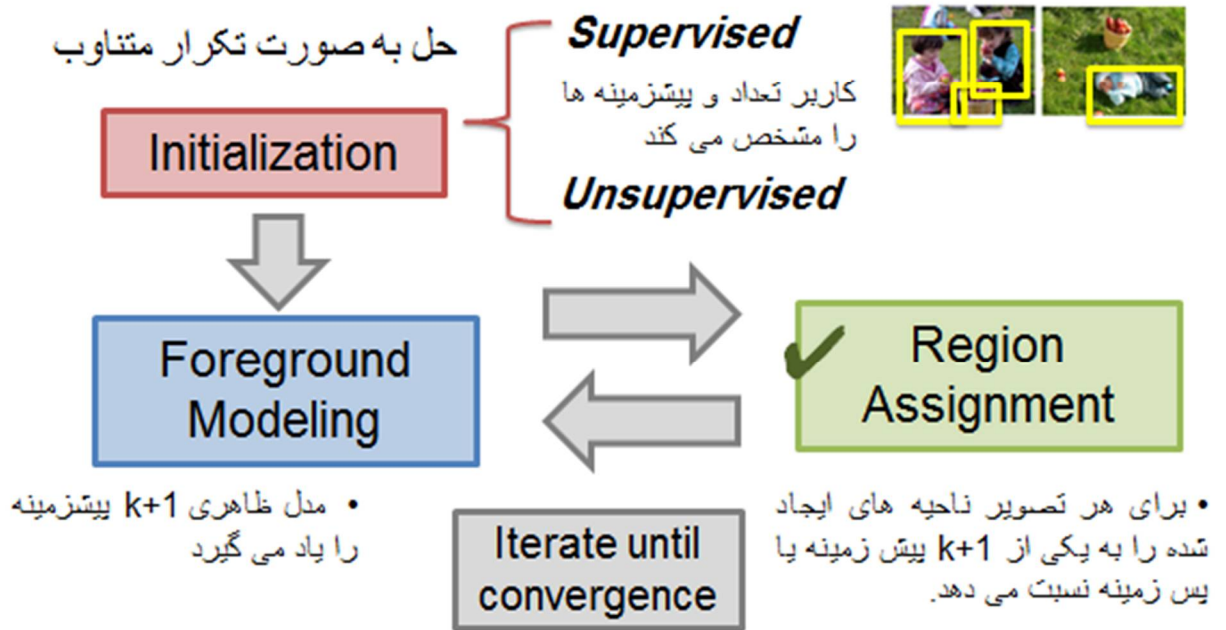 حل به صورت تکرار متناوب
Initialization
Supervised
کاربر تعداد و پیشزمینه ها
را مشخص می کند
Unsupervised
Foreground
Modeling
Region
Assignment
• مدل ظاهری k+1 پیشزمینه
را یاد می گیرد
Iterate until
convergence
• برای هر تصویر ناحیه های ایجاد
شده را به یکی از k+1 پیش زمینه یا
پس زمینه نسبت می دهد.